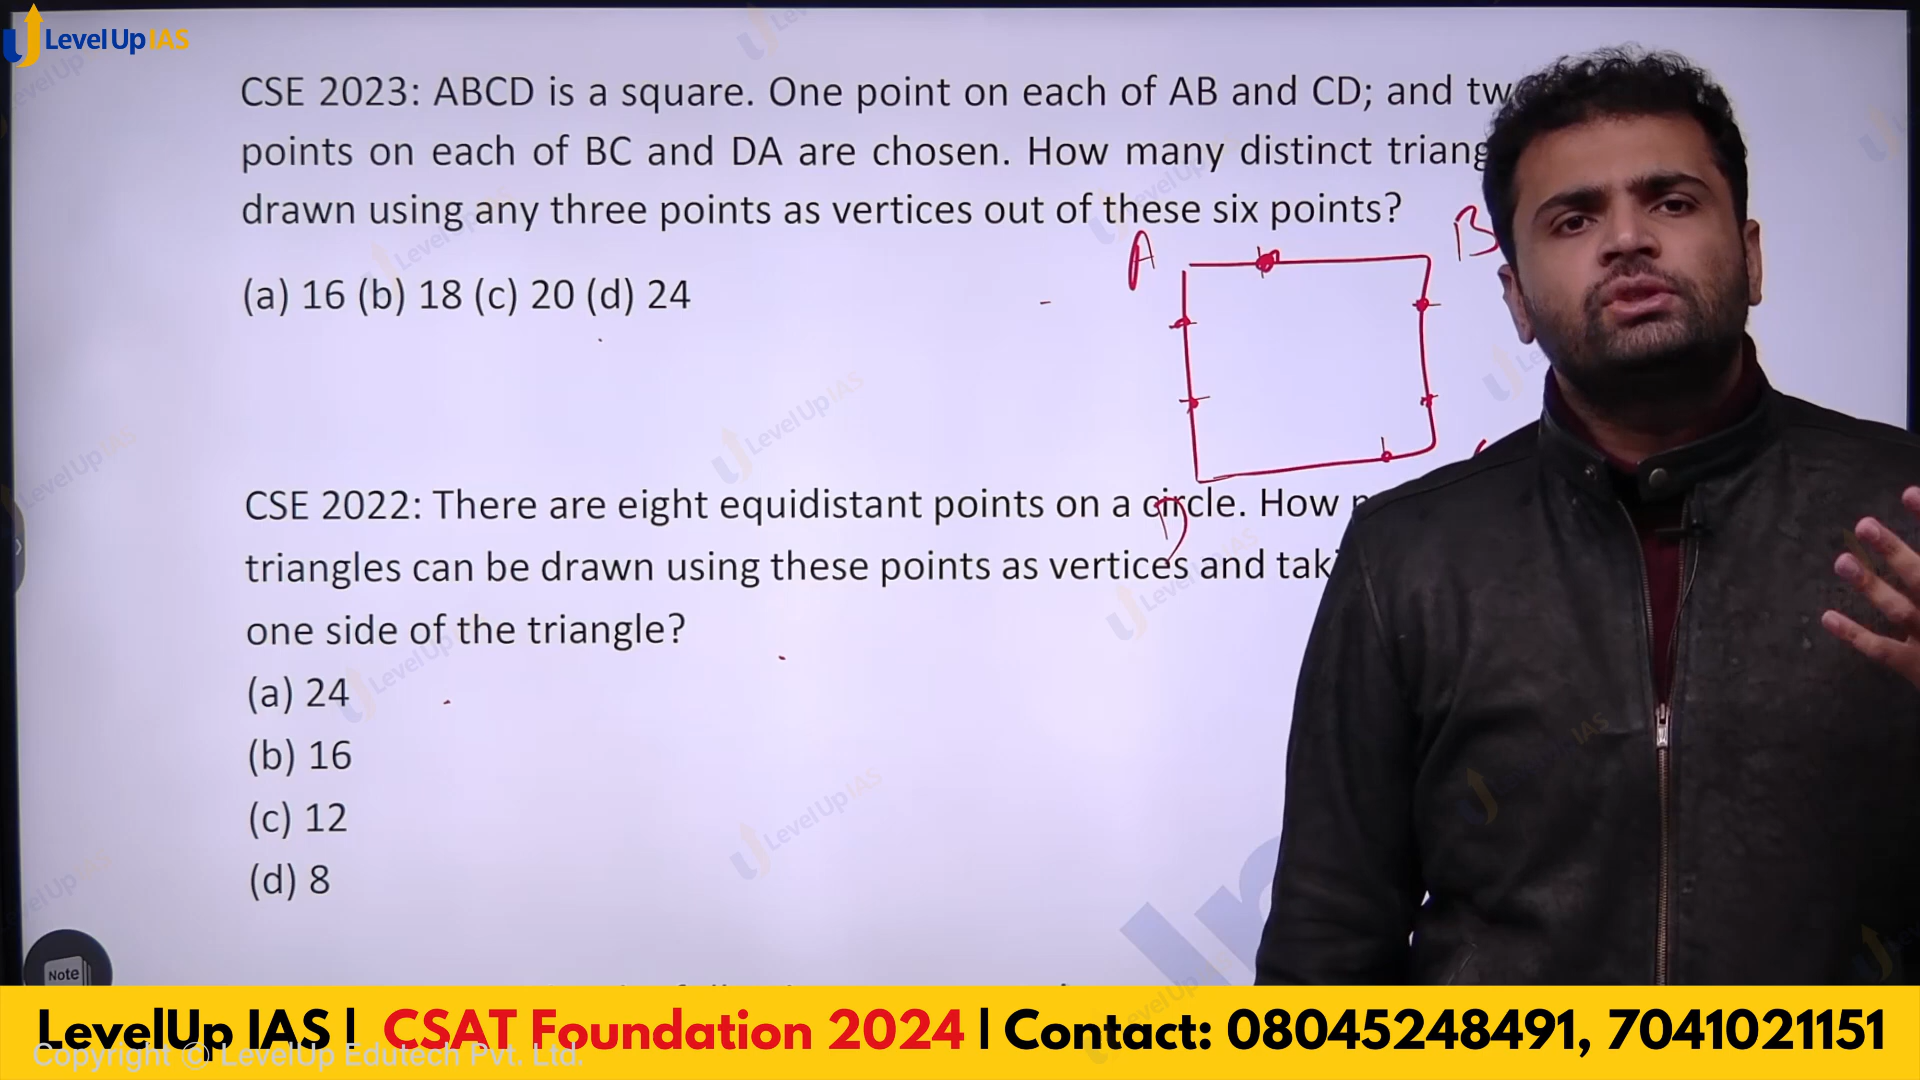 LevelUp IAS
CSE 2023: ABCD is a square. One point on each of AB and CD; and
points on each of BC and DA are chosen. How many distinct
drawn using any three points as vertices out of these six points?
A
B
(a) 16 (b) 18 (c) 20 (d) 24
CSE 2022: There are eight equidistant points on a circle. How
D
triangles can be drawn using these points as vertices and
one side of the triangle?
(a) 24
(b) 16
(c) 12
(d) 8
Note
LevelUp IAS | CSAT Foundation 2024 | Contact: 08045248491, 7041021151
Copyright © LevelUp Edutech Pvt. Ltd.